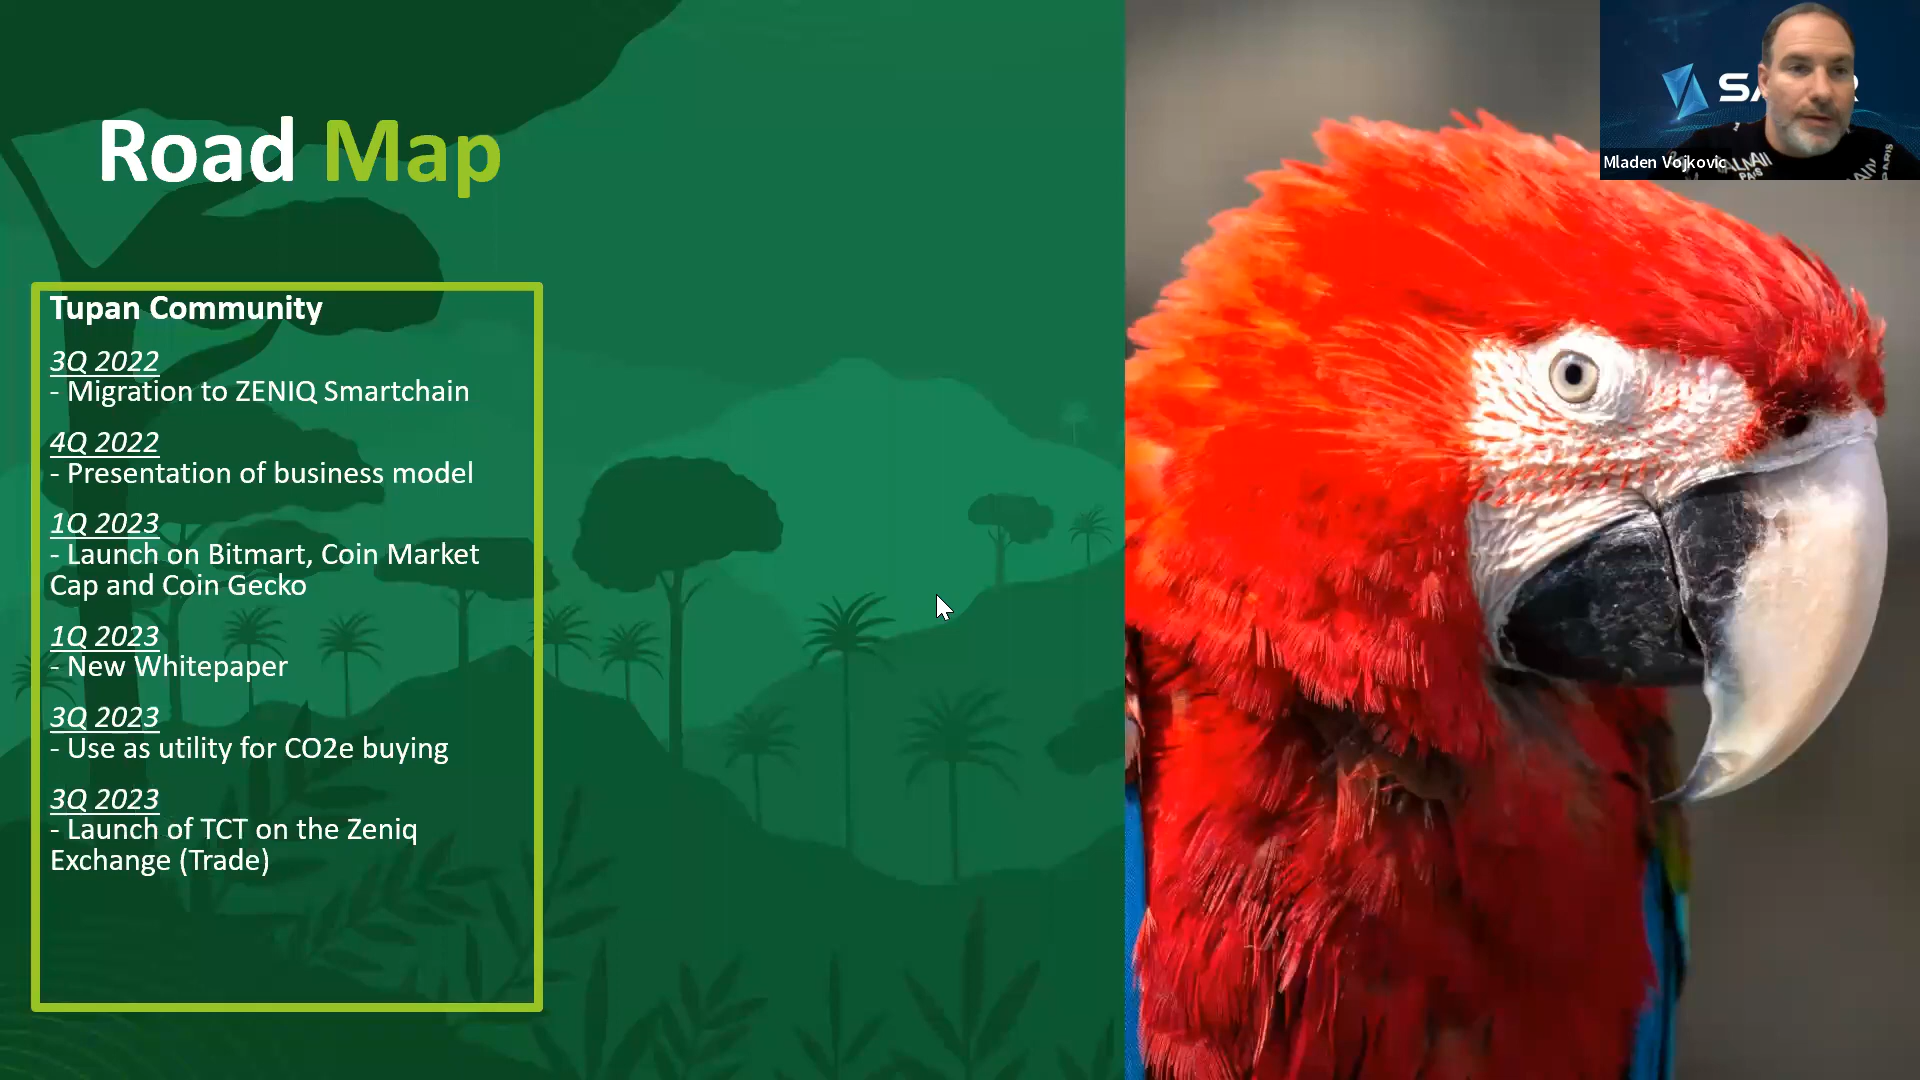 Road Map
Tupan Community
3Q 2022
- Migration to ZENIQ Smartchain
4Q 2022
- Presentation of business model
1Q 2023
- Launch on Bitmart, Coin Market
Cap and Coin Gecko
1Q 2023
- New Whitepaper
3Q 2023
- Use as utility for CO2e buying
3Q 2023
- Launch of TCT on the Zeniq
Exchange (Trade)
Mladen Vojkovic
PARIS